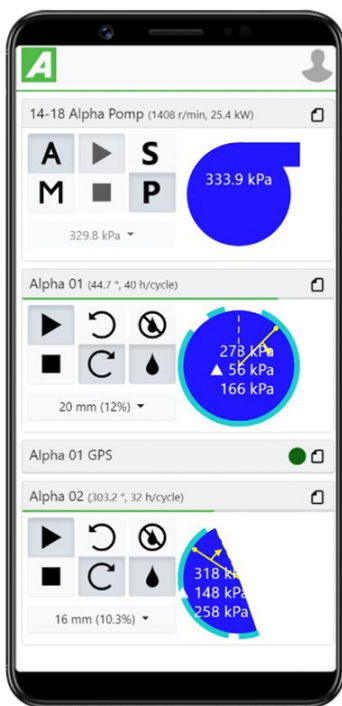 A
14-18 Alpha Pomp (1408 r/min, 25.4 kW)
A S
M P
333.9 kPa
329.8 kPa
Alpha 01 (44.7 °, 40 h/cycle)
273 kPa
56 kPa
166 kPa
20 mm (12%)
Alpha 01 GPS
Alpha 02 (303.2 °, 32 h/cycle)
318 kPa
148 kPa
258 kPa
16 mm (10.3%)